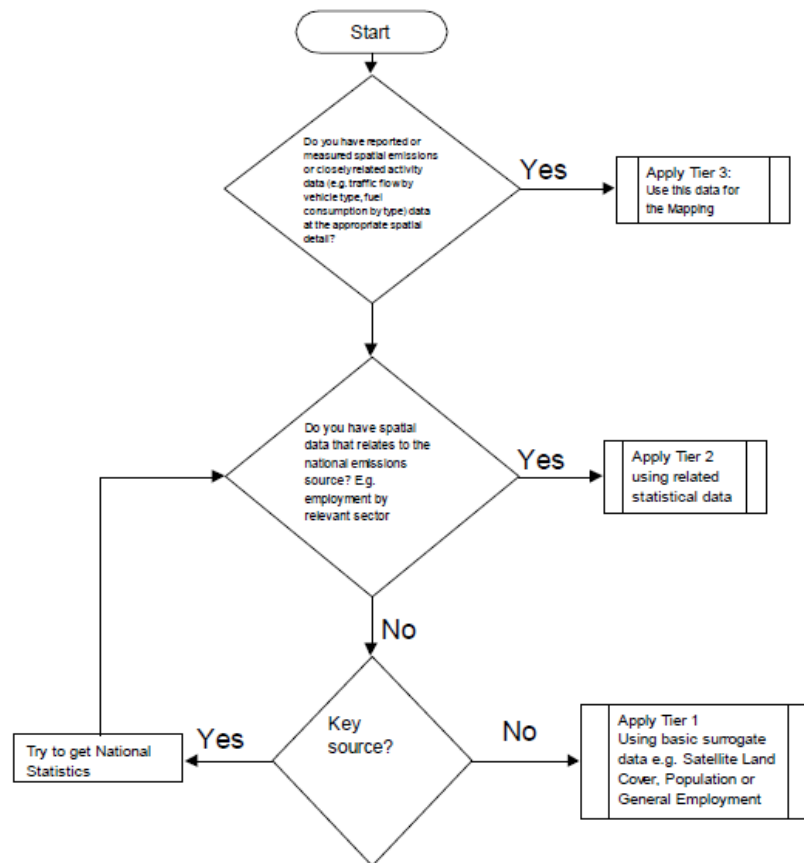 Start
Do you have reported or
measured spatial emissions
or closely related activity
data (e.g. traffic flow by
vehicle type, fuel
consumption by type) data
at the appropriate spatial
detail?
Yes
Apply Tier 3:
Use this data for
the Mapping
Do you have spatial
data that relates to the
national emissions
source? E.g.
employment by
relevant sector
Yes
Apply Tier 2
using related
statistical data
No
Key
source?
Yes
Try to get National
Statistics
No
Apply Tier 1
Using basic surrogate
data e.g. Satellite Land
Cover, Population or
General Employment